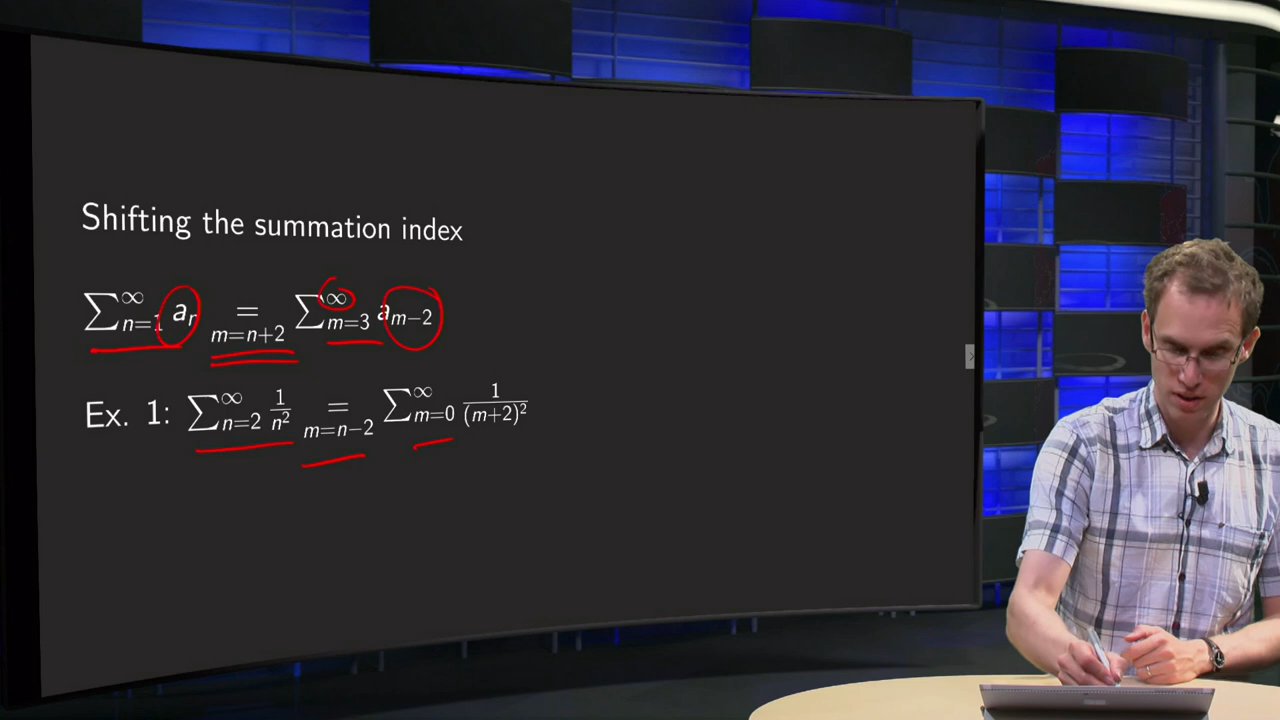 Shifting the summation index
∑_{n=1}^{∞} a_n =_{m=n+2} ∑_{m=3}^{∞} a_{m−2}
Ex. 1: ∑_{n=2}^{∞} 1/n² =_{m=n−2} ∑_{m=0}^{∞} 1/(m+2)²